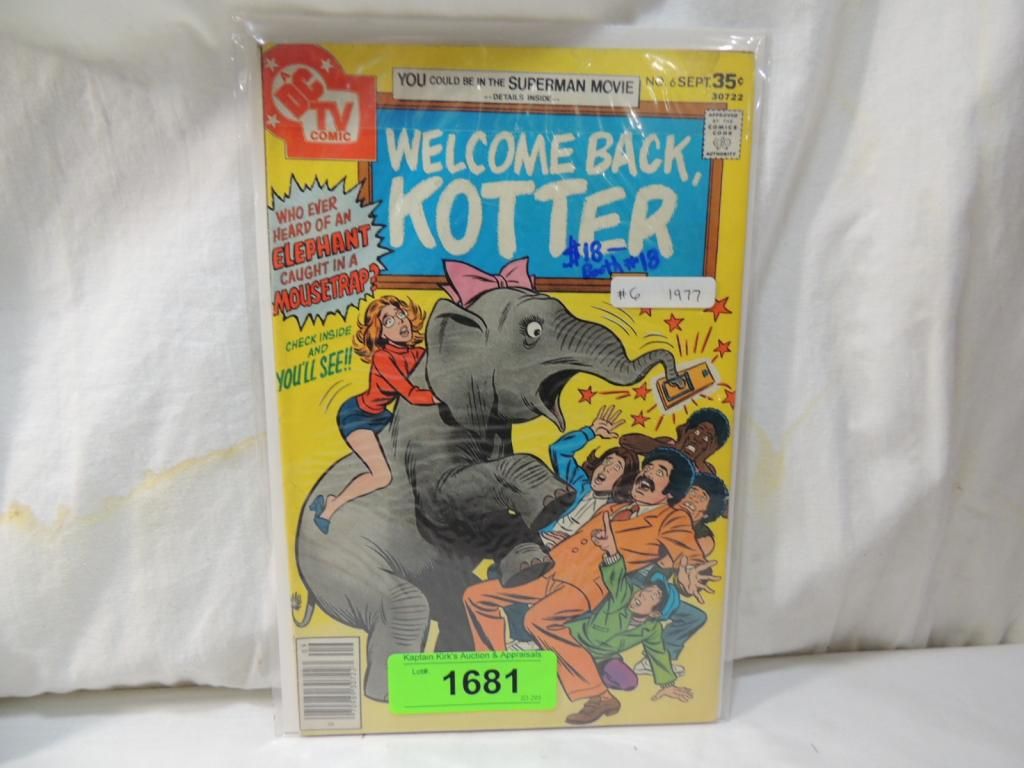 YOU COULD BE IN THE SUPERMAN MOVIE
--DETAILS INSIDE--
NO. 6 SEPT. 35¢
30722
DC
TV
COMIC
APPROVED
BY THE
COMICS
CODE
AUTHORITY
WELCOME BACK,
KOTTER
$18—
Booth #18
#6 1977
WHO EVER
HEARD OF AN
ELEPHANT
CAUGHT IN A
MOUSETRAP?
CHECK INSIDE
AND
YOU'LL SEE!!
Kaptain Kirk's Auction & Appraisals
Lot#:
1681